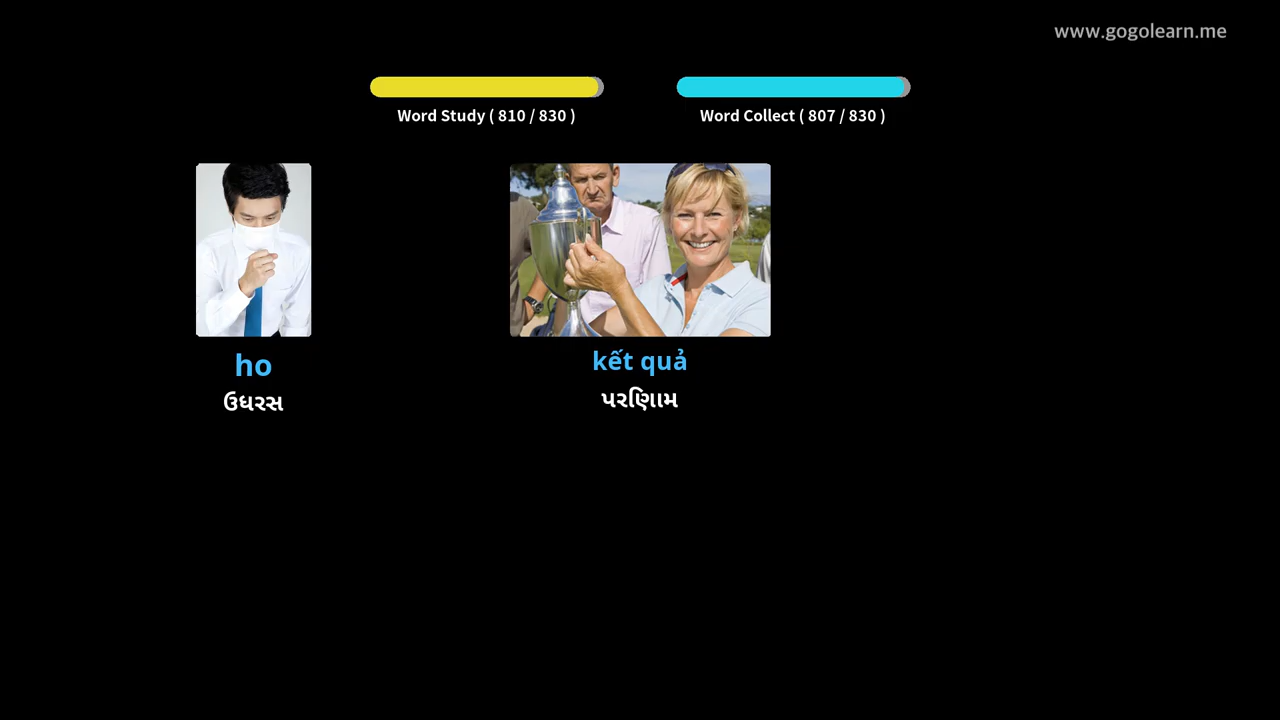 www.gogolearn.me
Word Study ( 810 / 830 )
Word Collect ( 807 / 830 )
ho
ઉધરસ
kết quả
પરિણામ